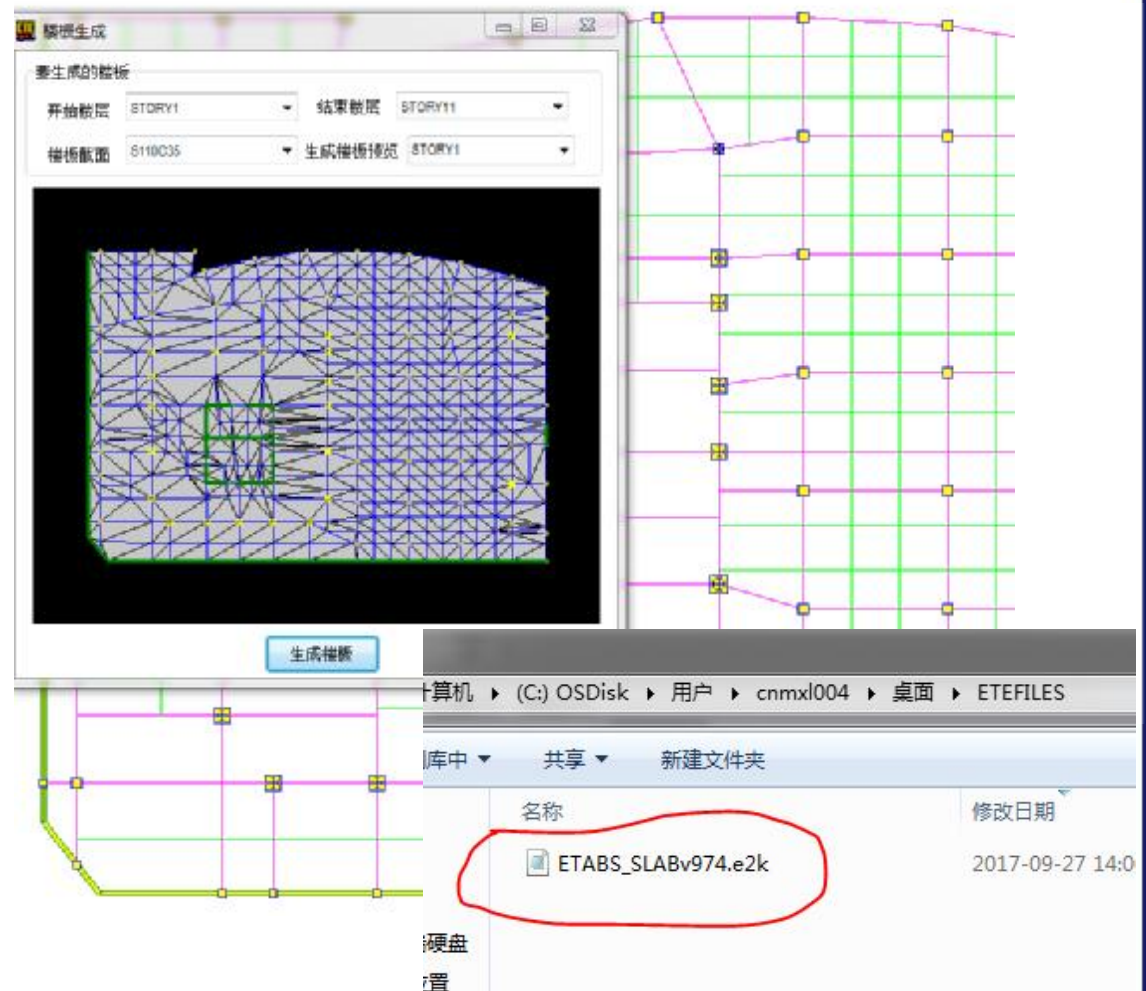 楼板生成
要生成的楼板
开始楼层 STORY1 结束楼层 STORY11
楼板截面 S110C35 生成楼板预览 STORY1
生成楼板
计算机 ▸ (C:) OSDisk ▸ 用户 ▸ cnmxl004 ▸ 桌面 ▸ ETEFILES
库中 共享 新建文件夹
名称 修改日期
ETABS_SLABv974.e2k 2017-09-27 14:0
硬盘
置